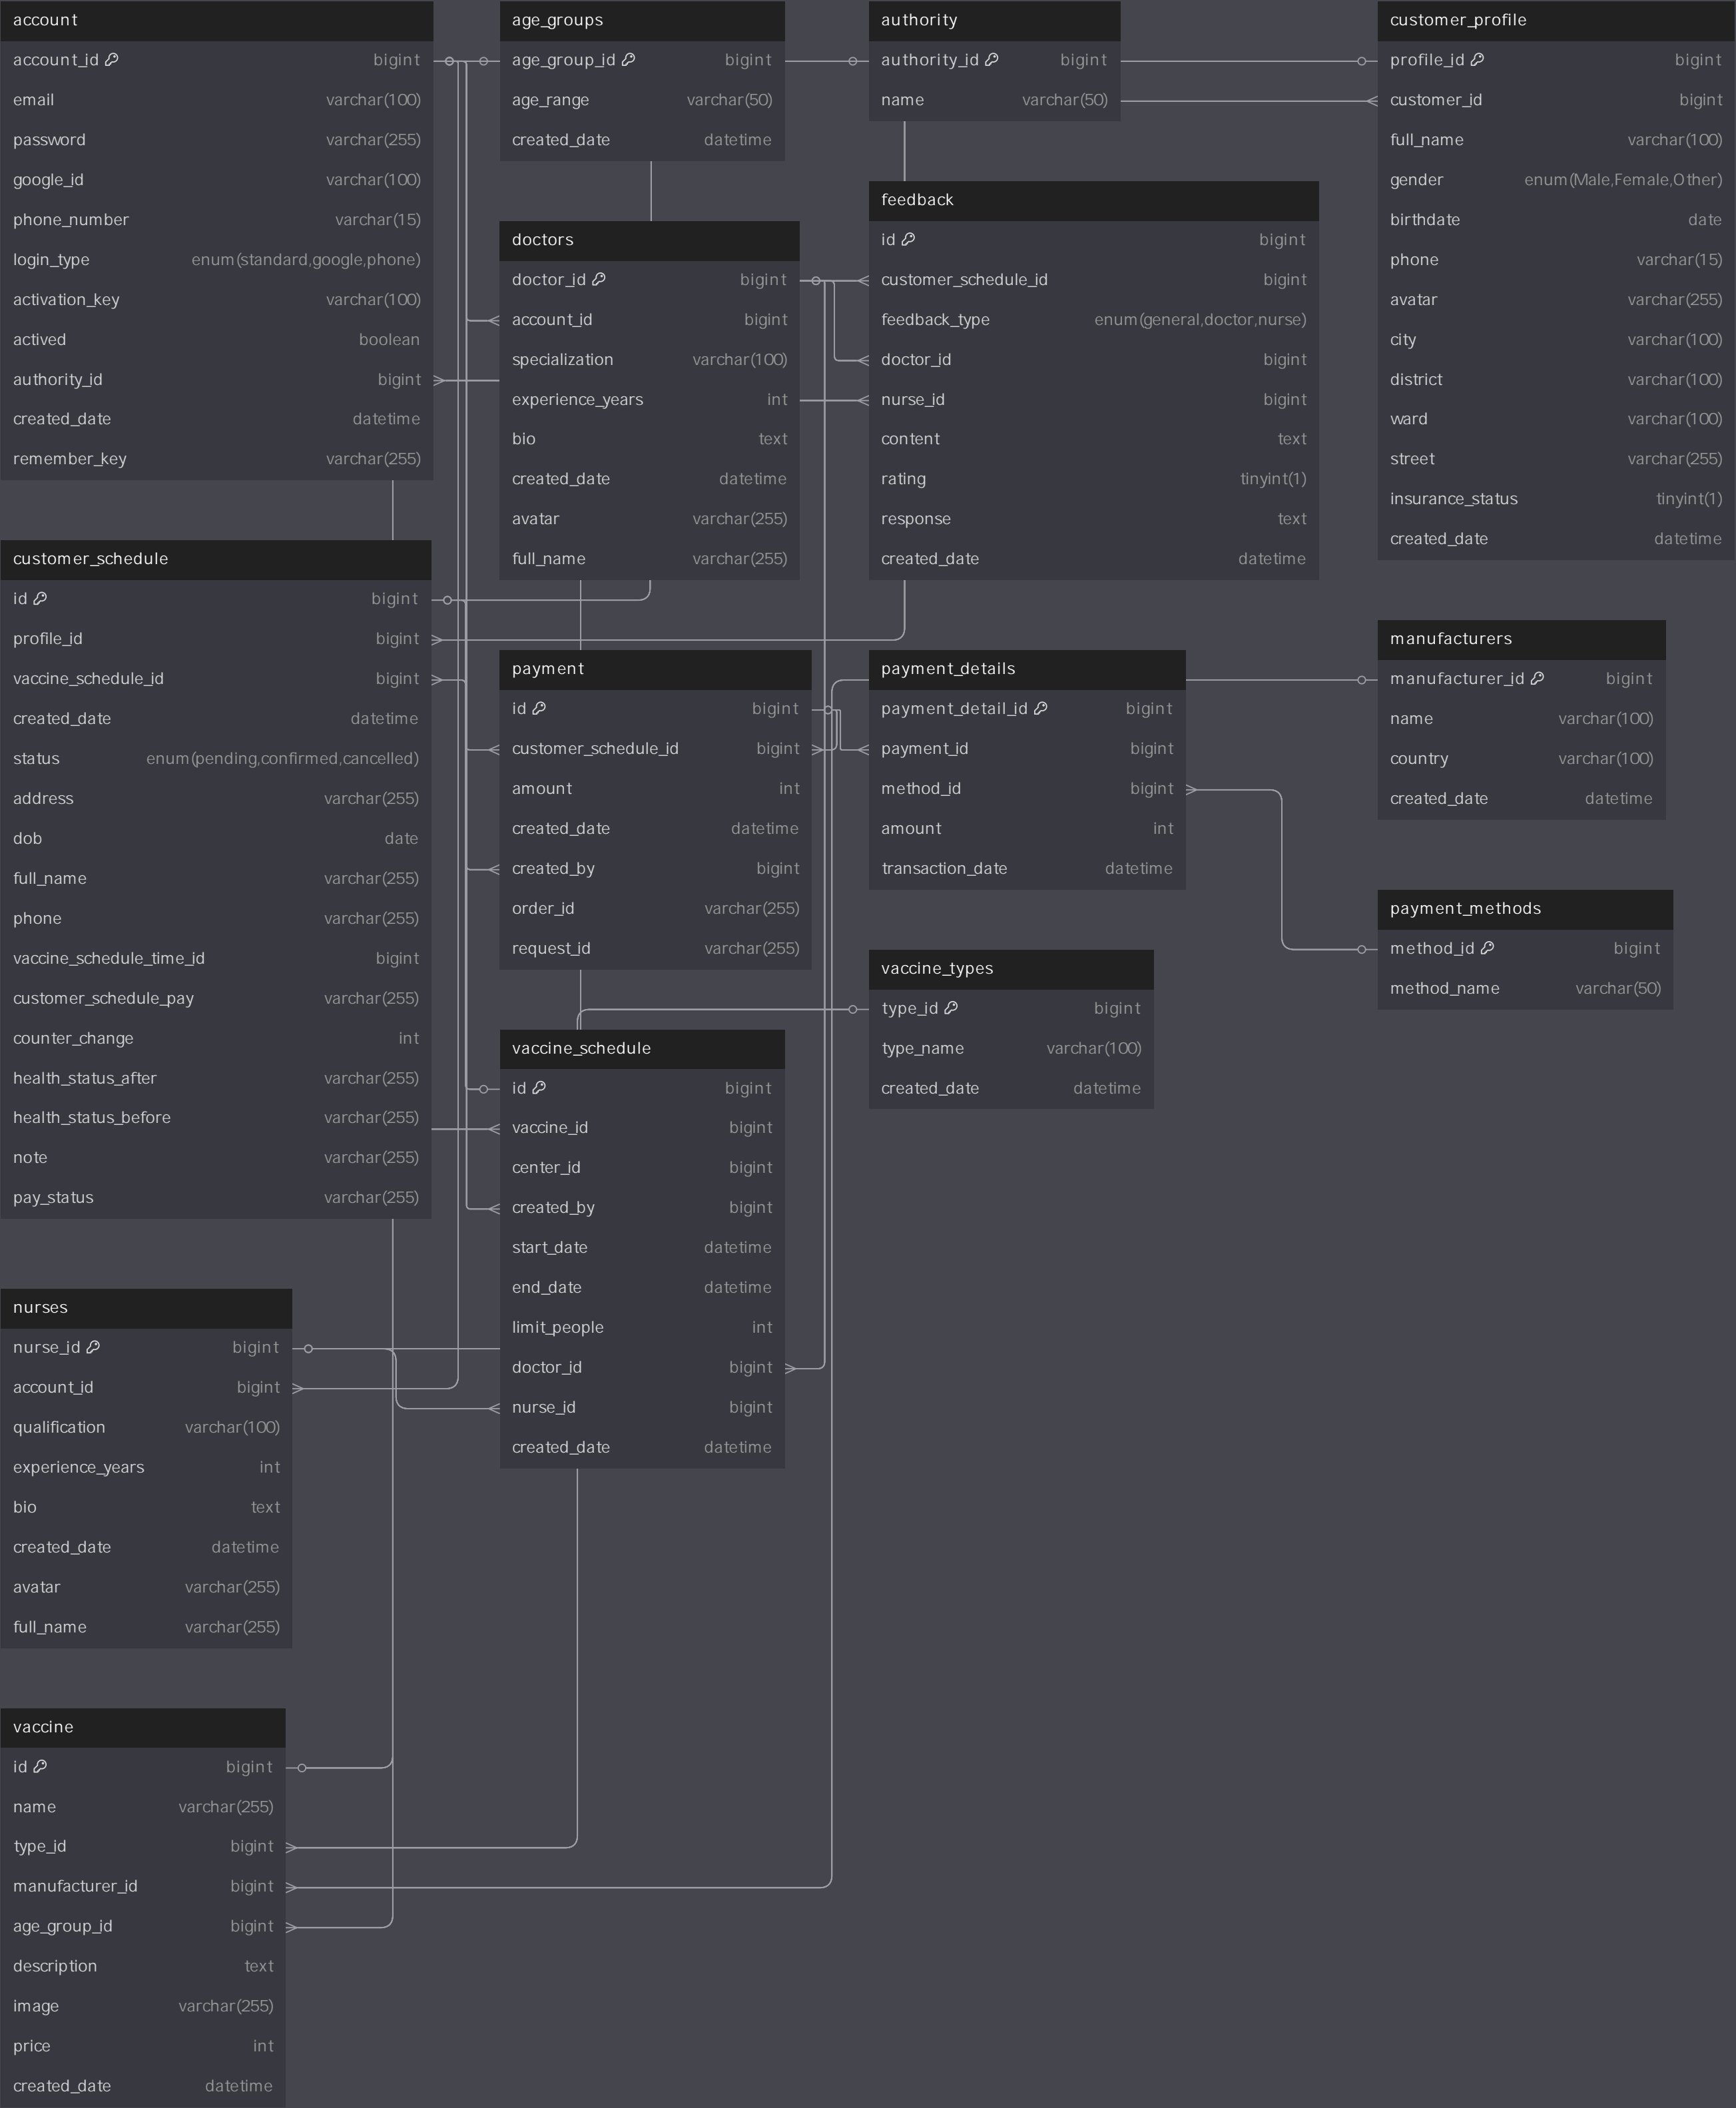 account
account_id bigint
email varchar(100)
password varchar(255)
google_id varchar(100)
phone_number varchar(15)
login_type enum(standard,google,phone)
activation_key varchar(100)
actived boolean
authority_id bigint
created_date datetime
remember_key varchar(255)
age_groups
age_group_id bigint
age_range varchar(50)
created_date datetime
authority
authority_id bigint
name varchar(50)
customer_profile
profile_id bigint
customer_id bigint
full_name varchar(100)
gender enum(Male,Female,Other)
birthdate date
phone varchar(15)
avatar varchar(255)
city varchar(100)
district varchar(100)
ward varchar(100)
street varchar(255)
insurance_status tinyint(1)
created_date datetime
doctors
doctor_id bigint
account_id bigint
specialization varchar(100)
experience_years int
bio text
created_date datetime
avatar varchar(255)
full_name varchar(255)
feedback
id bigint
customer_schedule_id bigint
feedback_type enum(general,doctor,nurse)
doctor_id bigint
nurse_id bigint
content text
rating tinyint(1)
response text
created_date datetime
customer_schedule
id bigint
profile_id bigint
vaccine_schedule_id bigint
created_date datetime
status enum(pending,confirmed,cancelled)
address varchar(255)
dob date
full_name varchar(255)
phone varchar(255)
vaccine_schedule_time_id bigint
customer_schedule_pay varchar(255)
counter_change int
health_status_after varchar(255)
health_status_before varchar(255)
note varchar(255)
pay_status varchar(255)
payment
id bigint
customer_schedule_id bigint
amount int
created_date datetime
created_by bigint
order_id varchar(255)
request_id varchar(255)
payment_details
payment_detail_id bigint
payment_id bigint
method_id bigint
amount int
transaction_date datetime
manufacturers
manufacturer_id bigint
name varchar(100)
country varchar(100)
created_date datetime
payment_methods
method_id bigint
method_name varchar(50)
vaccine_types
type_id bigint
type_name varchar(100)
created_date datetime
vaccine_schedule
id bigint
vaccine_id bigint
center_id bigint
created_by bigint
start_date datetime
end_date datetime
limit_people int
doctor_id bigint
nurse_id bigint
created_date datetime
nurses
nurse_id bigint
account_id bigint
qualification varchar(100)
experience_years int
bio text
created_date datetime
avatar varchar(255)
full_name varchar(255)
vaccine
id bigint
name varchar(255)
type_id bigint
manufacturer_id bigint
age_group_id bigint
description text
image varchar(255)
price int
created_date datetime